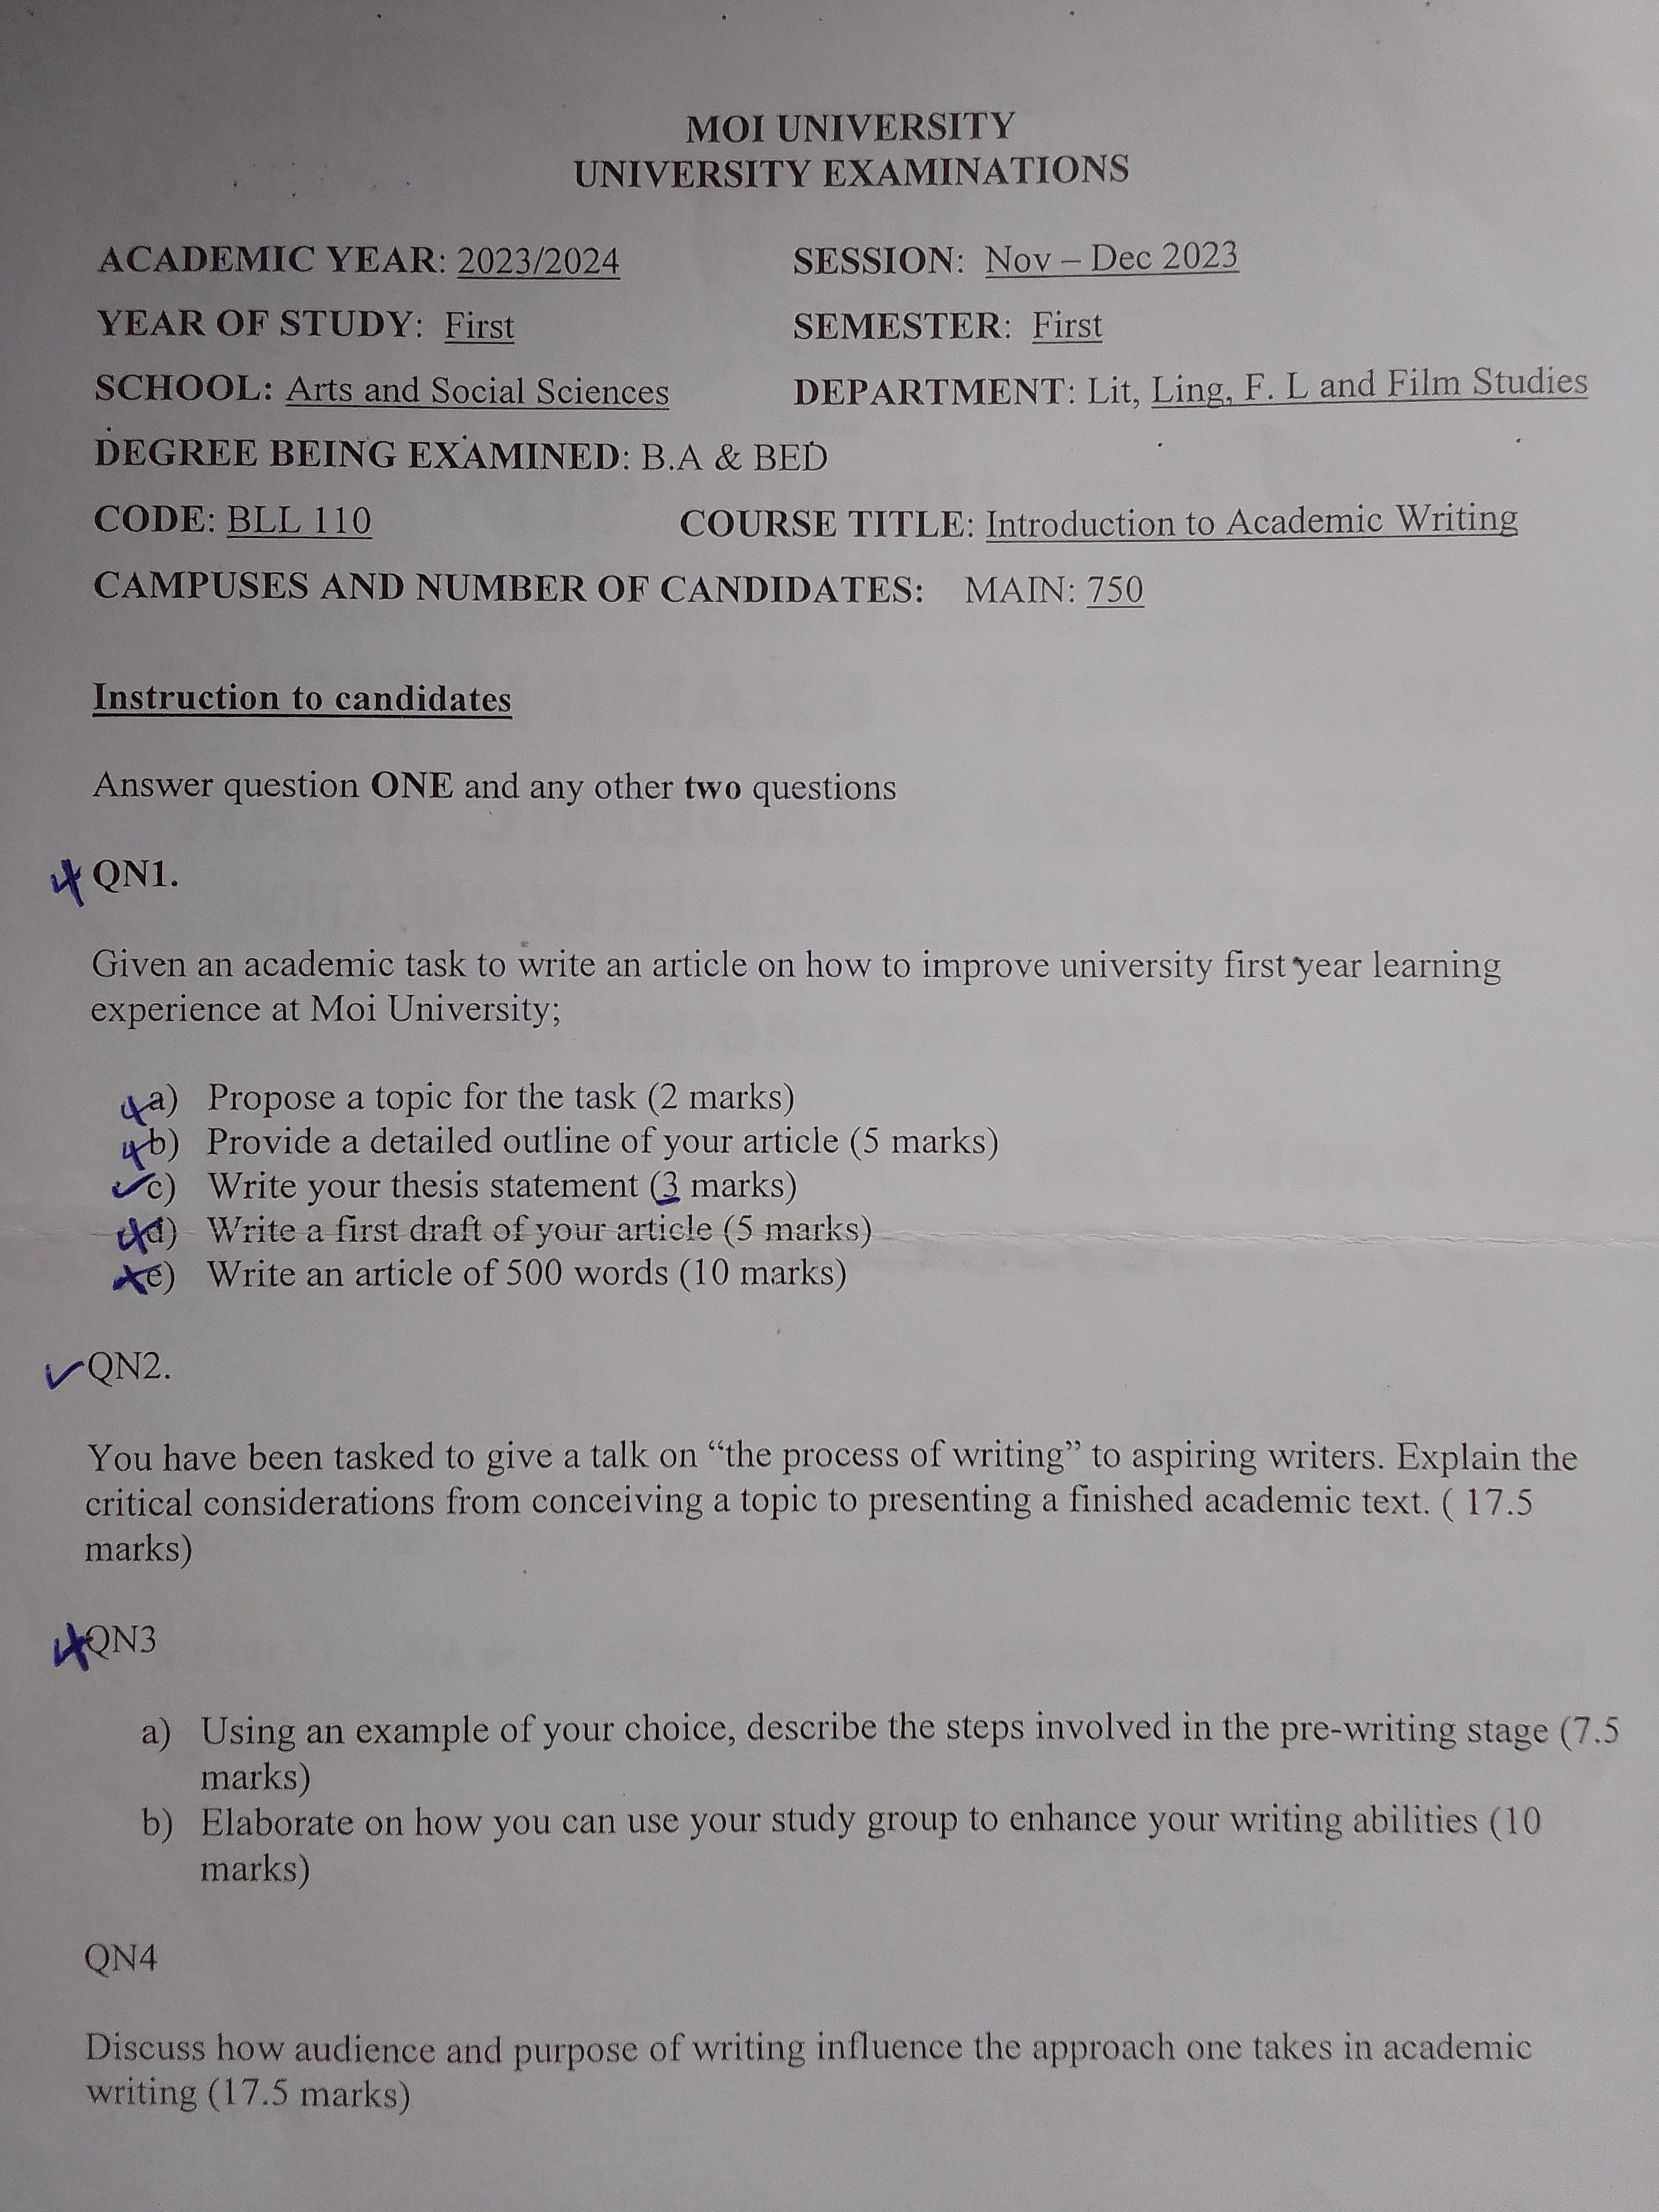 MOI UNIVERSITY
UNIVERSITY EXAMINATIONS
ACADEMIC YEAR: 2023/2024 SESSION: Nov – Dec 2023
YEAR OF STUDY: First SEMESTER: First
SCHOOL: Arts and Social Sciences DEPARTMENT: Lit, Ling, F. L and Film Studies
DEGREE BEING EXAMINED: B.A & BED
CODE: BLL 110 COURSE TITLE: Introduction to Academic Writing
CAMPUSES AND NUMBER OF CANDIDATES: MAIN: 750
Instruction to candidates
Answer question ONE and any other two questions
QN1.
Given an academic task to write an article on how to improve university first year learning
experience at Moi University;
a) Propose a topic for the task (2 marks)
b) Provide a detailed outline of your article (5 marks)
c) Write your thesis statement (3 marks)
d) Write a first draft of your article (5 marks)
e) Write an article of 500 words (10 marks)
QN2.
You have been tasked to give a talk on “the process of writing” to aspiring writers. Explain the
critical considerations from conceiving a topic to presenting a finished academic text. ( 17.5
marks)
QN3
a) Using an example of your choice, describe the steps involved in the pre-writing stage (7.5
marks)
b) Elaborate on how you can use your study group to enhance your writing abilities (10
marks)
QN4
Discuss how audience and purpose of writing influence the approach one takes in academic
writing (17.5 marks)